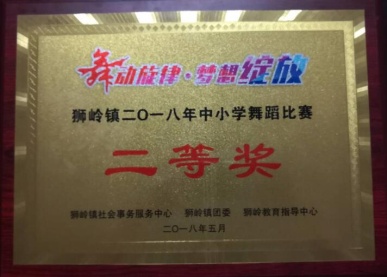 舞动旋律·梦想绽放
狮岭镇二〇一八年中小学舞蹈比赛
二等奖
狮岭镇社会事务服务中心 狮岭镇团委 狮岭教育指导中心
二〇一八年五月